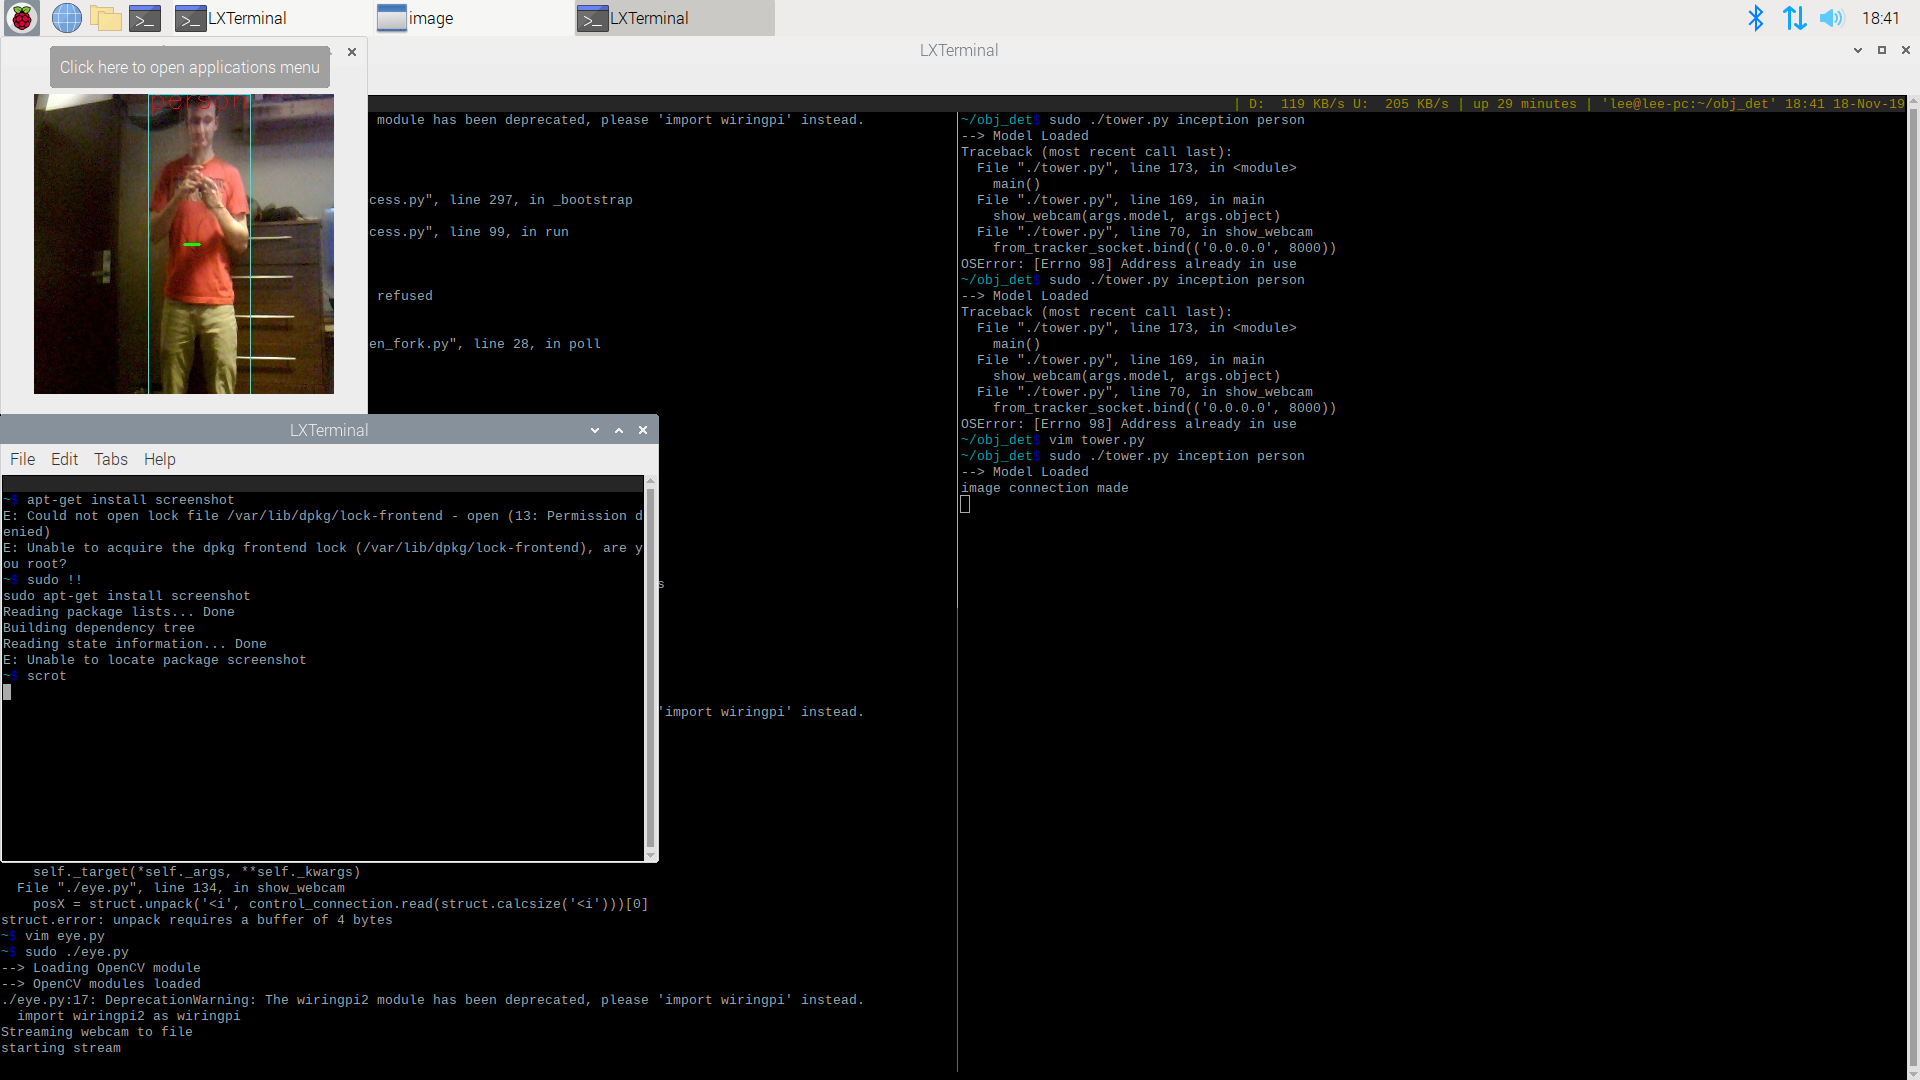 LXTerminal
image
LXTerminal
18:41
LXTerminal
Click here to open applications menu
person
| D:  119 KB/s U:  205 KB/s | up 29 minutes | 'lee@lee-pc:~/obj_det' 18:41 18-Nov-19
module has been deprecated, please 'import wiringpi' instead.
cess.py", line 297, in _bootstrap
cess.py", line 99, in run
refused
en_fork.py", line 28, in poll
s
'import wiringpi' instead.
LXTerminal
File Edit Tabs Help
~$ apt-get install screenshot
E: Could not open lock file /var/lib/dpkg/lock-frontend - open (13: Permission d
enied)
E: Unable to acquire the dpkg frontend lock (/var/lib/dpkg/lock-frontend), are y
ou root?
~$ sudo !!
sudo apt-get install screenshot
Reading package lists... Done
Building dependency tree
Reading state information... Done
E: Unable to locate package screenshot
~$ scrot
self._target(*self._args, **self._kwargs)
File "./eye.py", line 134, in show_webcam
posX = struct.unpack('<i', control_connection.read(struct.calcsize('<i')))[0]
struct.error: unpack requires a buffer of 4 bytes
~$ vim eye.py
~$ sudo ./eye.py
--> Loading OpenCV module
--> OpenCV modules loaded
./eye.py:17: DeprecationWarning: The wiringpi2 module has been deprecated, please 'import wiringpi' instead.
import wiringpi2 as wiringpi
Streaming webcam to file
starting stream
~/obj_det$ sudo ./tower.py inception person
--> Model Loaded
Traceback (most recent call last):
File "./tower.py", line 173, in <module>
main()
File "./tower.py", line 169, in main
show_webcam(args.model, args.object)
File "./tower.py", line 70, in show_webcam
from_tracker_socket.bind(('0.0.0.0', 8000))
OSError: [Errno 98] Address already in use
~/obj_det$ sudo ./tower.py inception person
--> Model Loaded
Traceback (most recent call last):
File "./tower.py", line 173, in <module>
main()
File "./tower.py", line 169, in main
show_webcam(args.model, args.object)
File "./tower.py", line 70, in show_webcam
from_tracker_socket.bind(('0.0.0.0', 8000))
OSError: [Errno 98] Address already in use
~/obj_det$ vim tower.py
~/obj_det$ sudo ./tower.py inception person
--> Model Loaded
image connection made